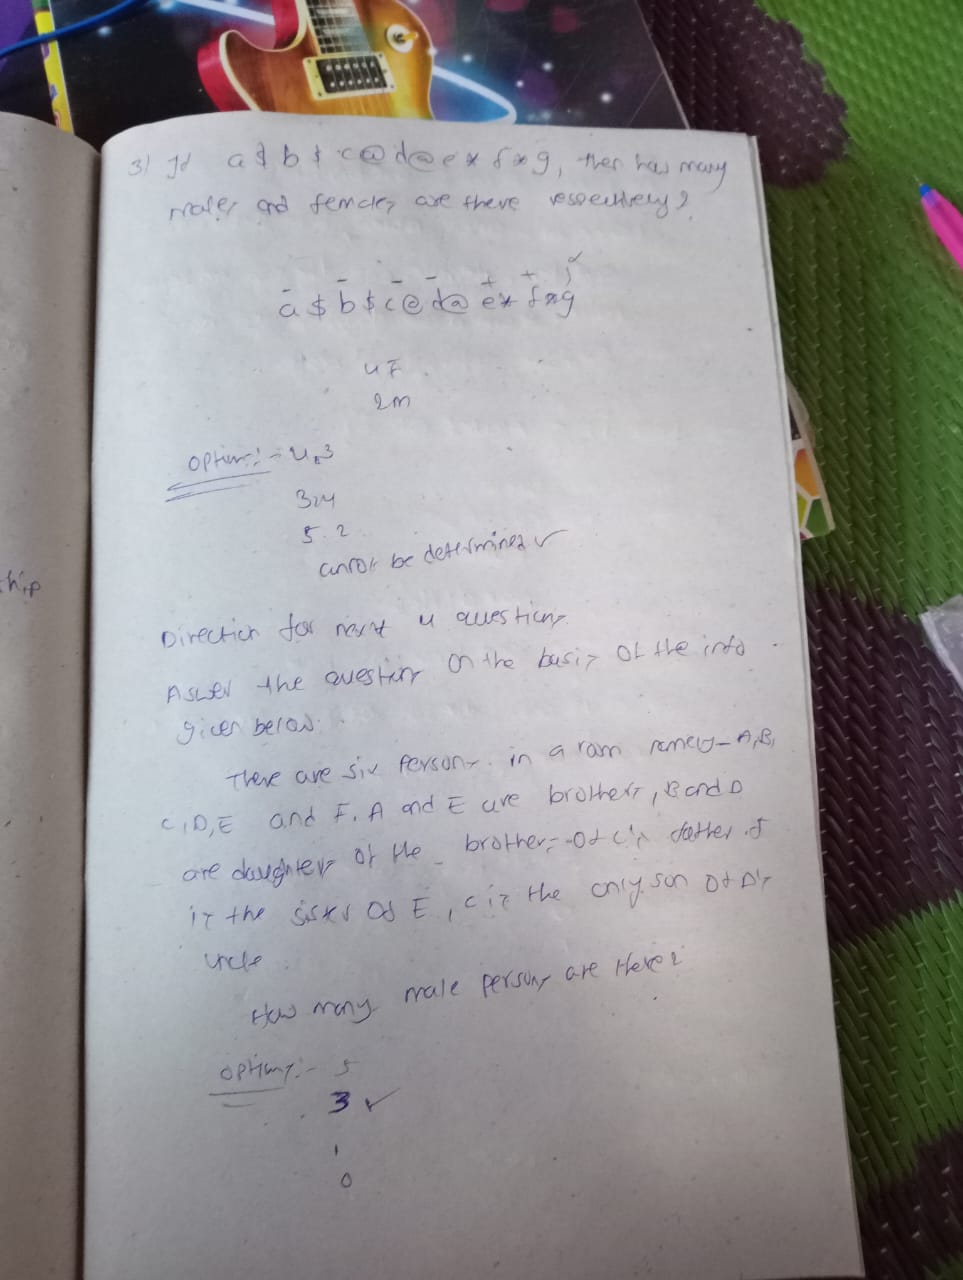 3) If a $ b $ c @ d @ e * f * g, then how many
males and females are there respectively?
a $ b $ c @ d @ e * f * g
4 F
2 m
Options:- 4,3
3,4
5, 2
cannot be determined ✓
hip
Direction for next 4 questions.
Aswer the questions on the basis of the info
given below.
There are six persons in a room namely - A, B,
C, D, E and F. A and E are brothers, B and D
are daughters of the brothers of C's father. F
is the sister of E, C is the only son of D's
uncle
How many male persons are there?
options:- 5
3 ✓
1
0